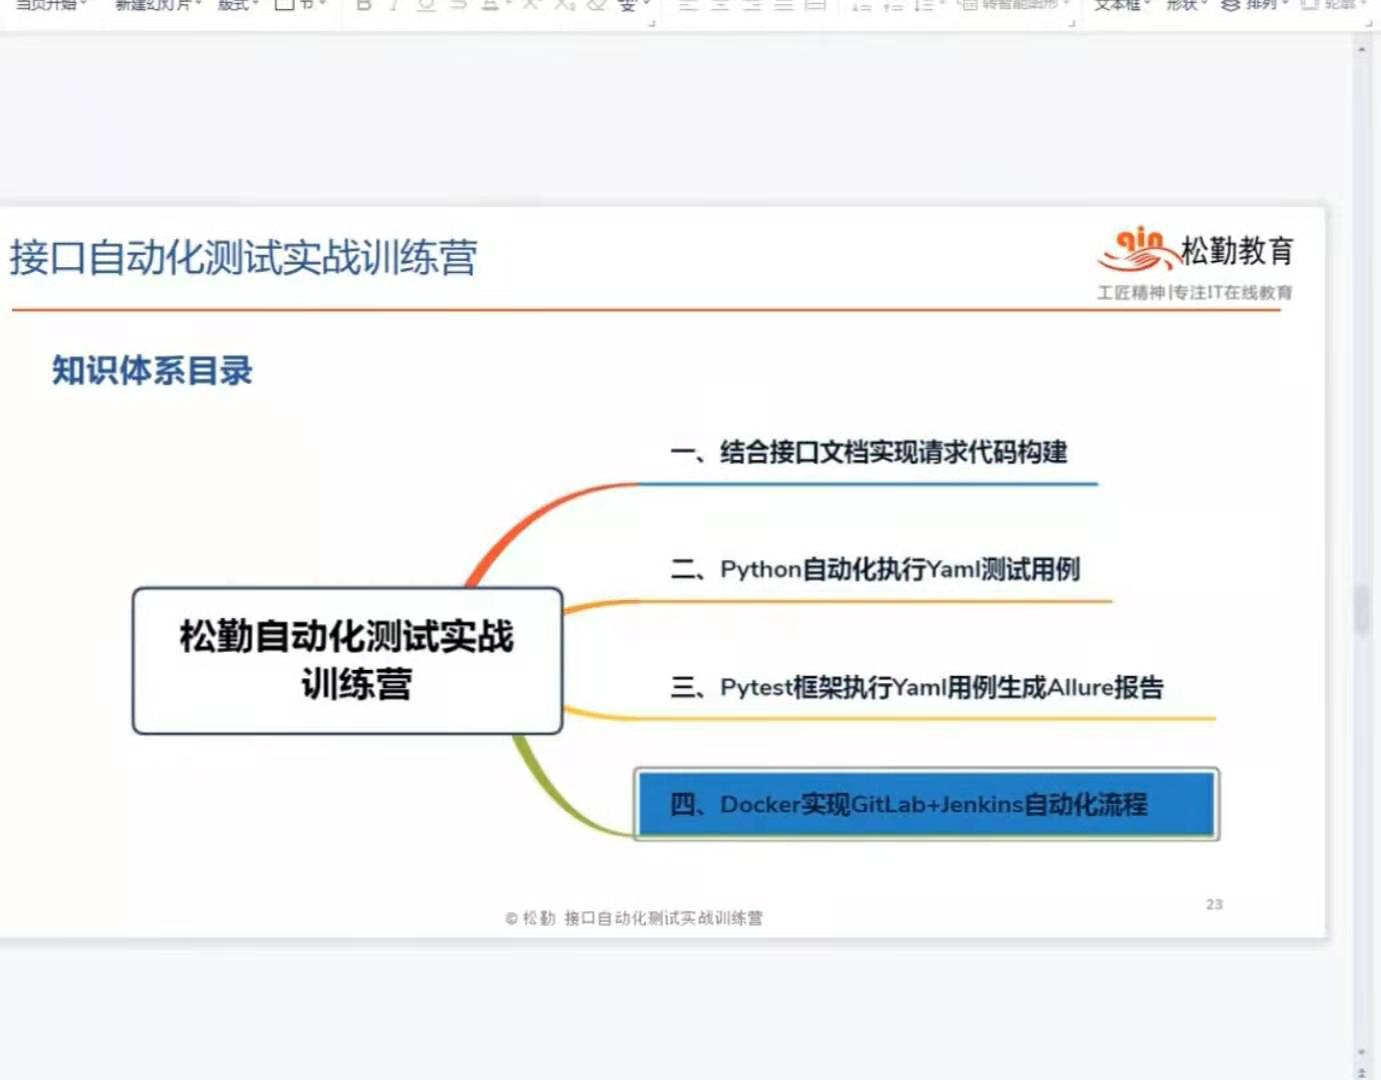 当页开始 新建幻灯片 版式 节 B 转智能图形 文本框 形状 排列 轮廓
接口自动化测试实战训练营
qin 松勤教育
工匠精神|专注IT在线教育
知识体系目录
一、结合接口文档实现请求代码构建
二、Python自动化执行Yaml测试用例
松勤自动化测试实战
训练营
三、Pytest框架执行Yaml用例生成Allure报告
四、Docker实现GitLab+Jenkins自动化流程
23
© 松勤 接口自动化测试实战训练营